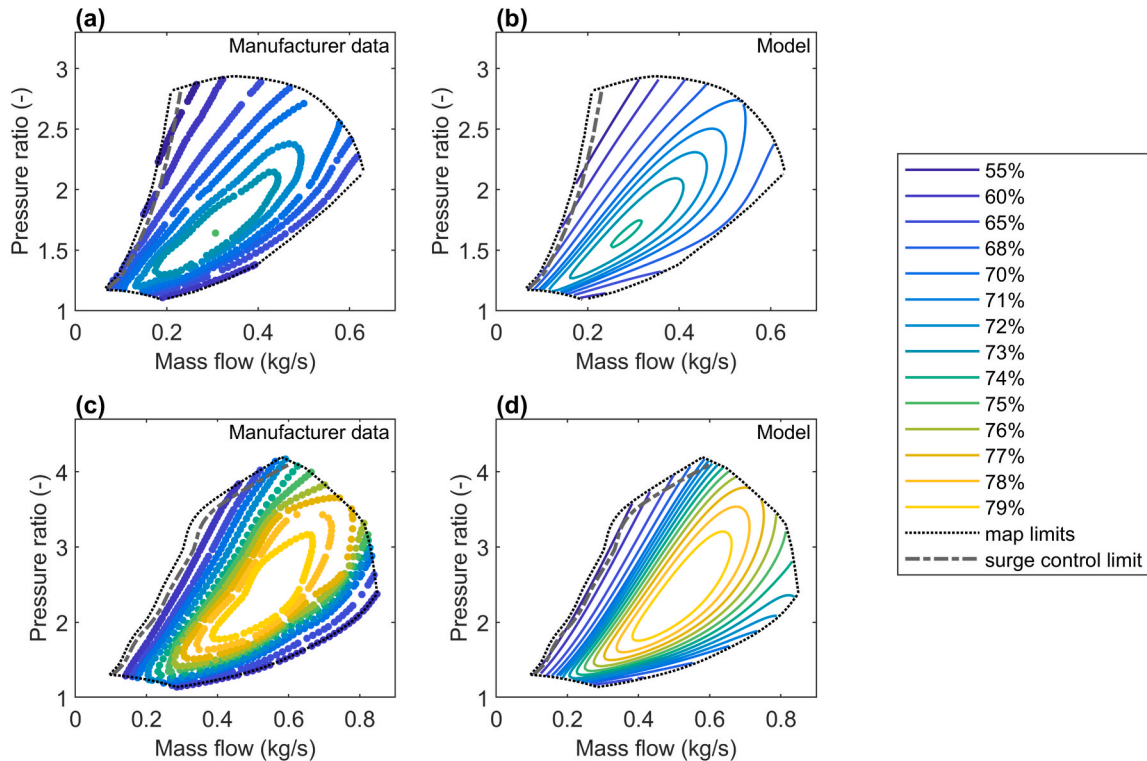 (a)
Manufacturer data
3
2.5
2
1.5
1
Pressure ratio (-)
0
0.2
0.4
0.6
Mass flow (kg/s)
(b)
Model
3
2.5
2
1.5
1
Pressure ratio (-)
0
0.2
0.4
0.6
Mass flow (kg/s)
(c)
Manufacturer data
4
3
2
1
Pressure ratio (-)
0
0.2
0.4
0.6
0.8
Mass flow (kg/s)
(d)
Model
4
3
2
1
Pressure ratio (-)
0
0.2
0.4
0.6
0.8
Mass flow (kg/s)
55%
60%
65%
68%
70%
71%
72%
73%
74%
75%
76%
77%
78%
79%
map limits
surge control limit